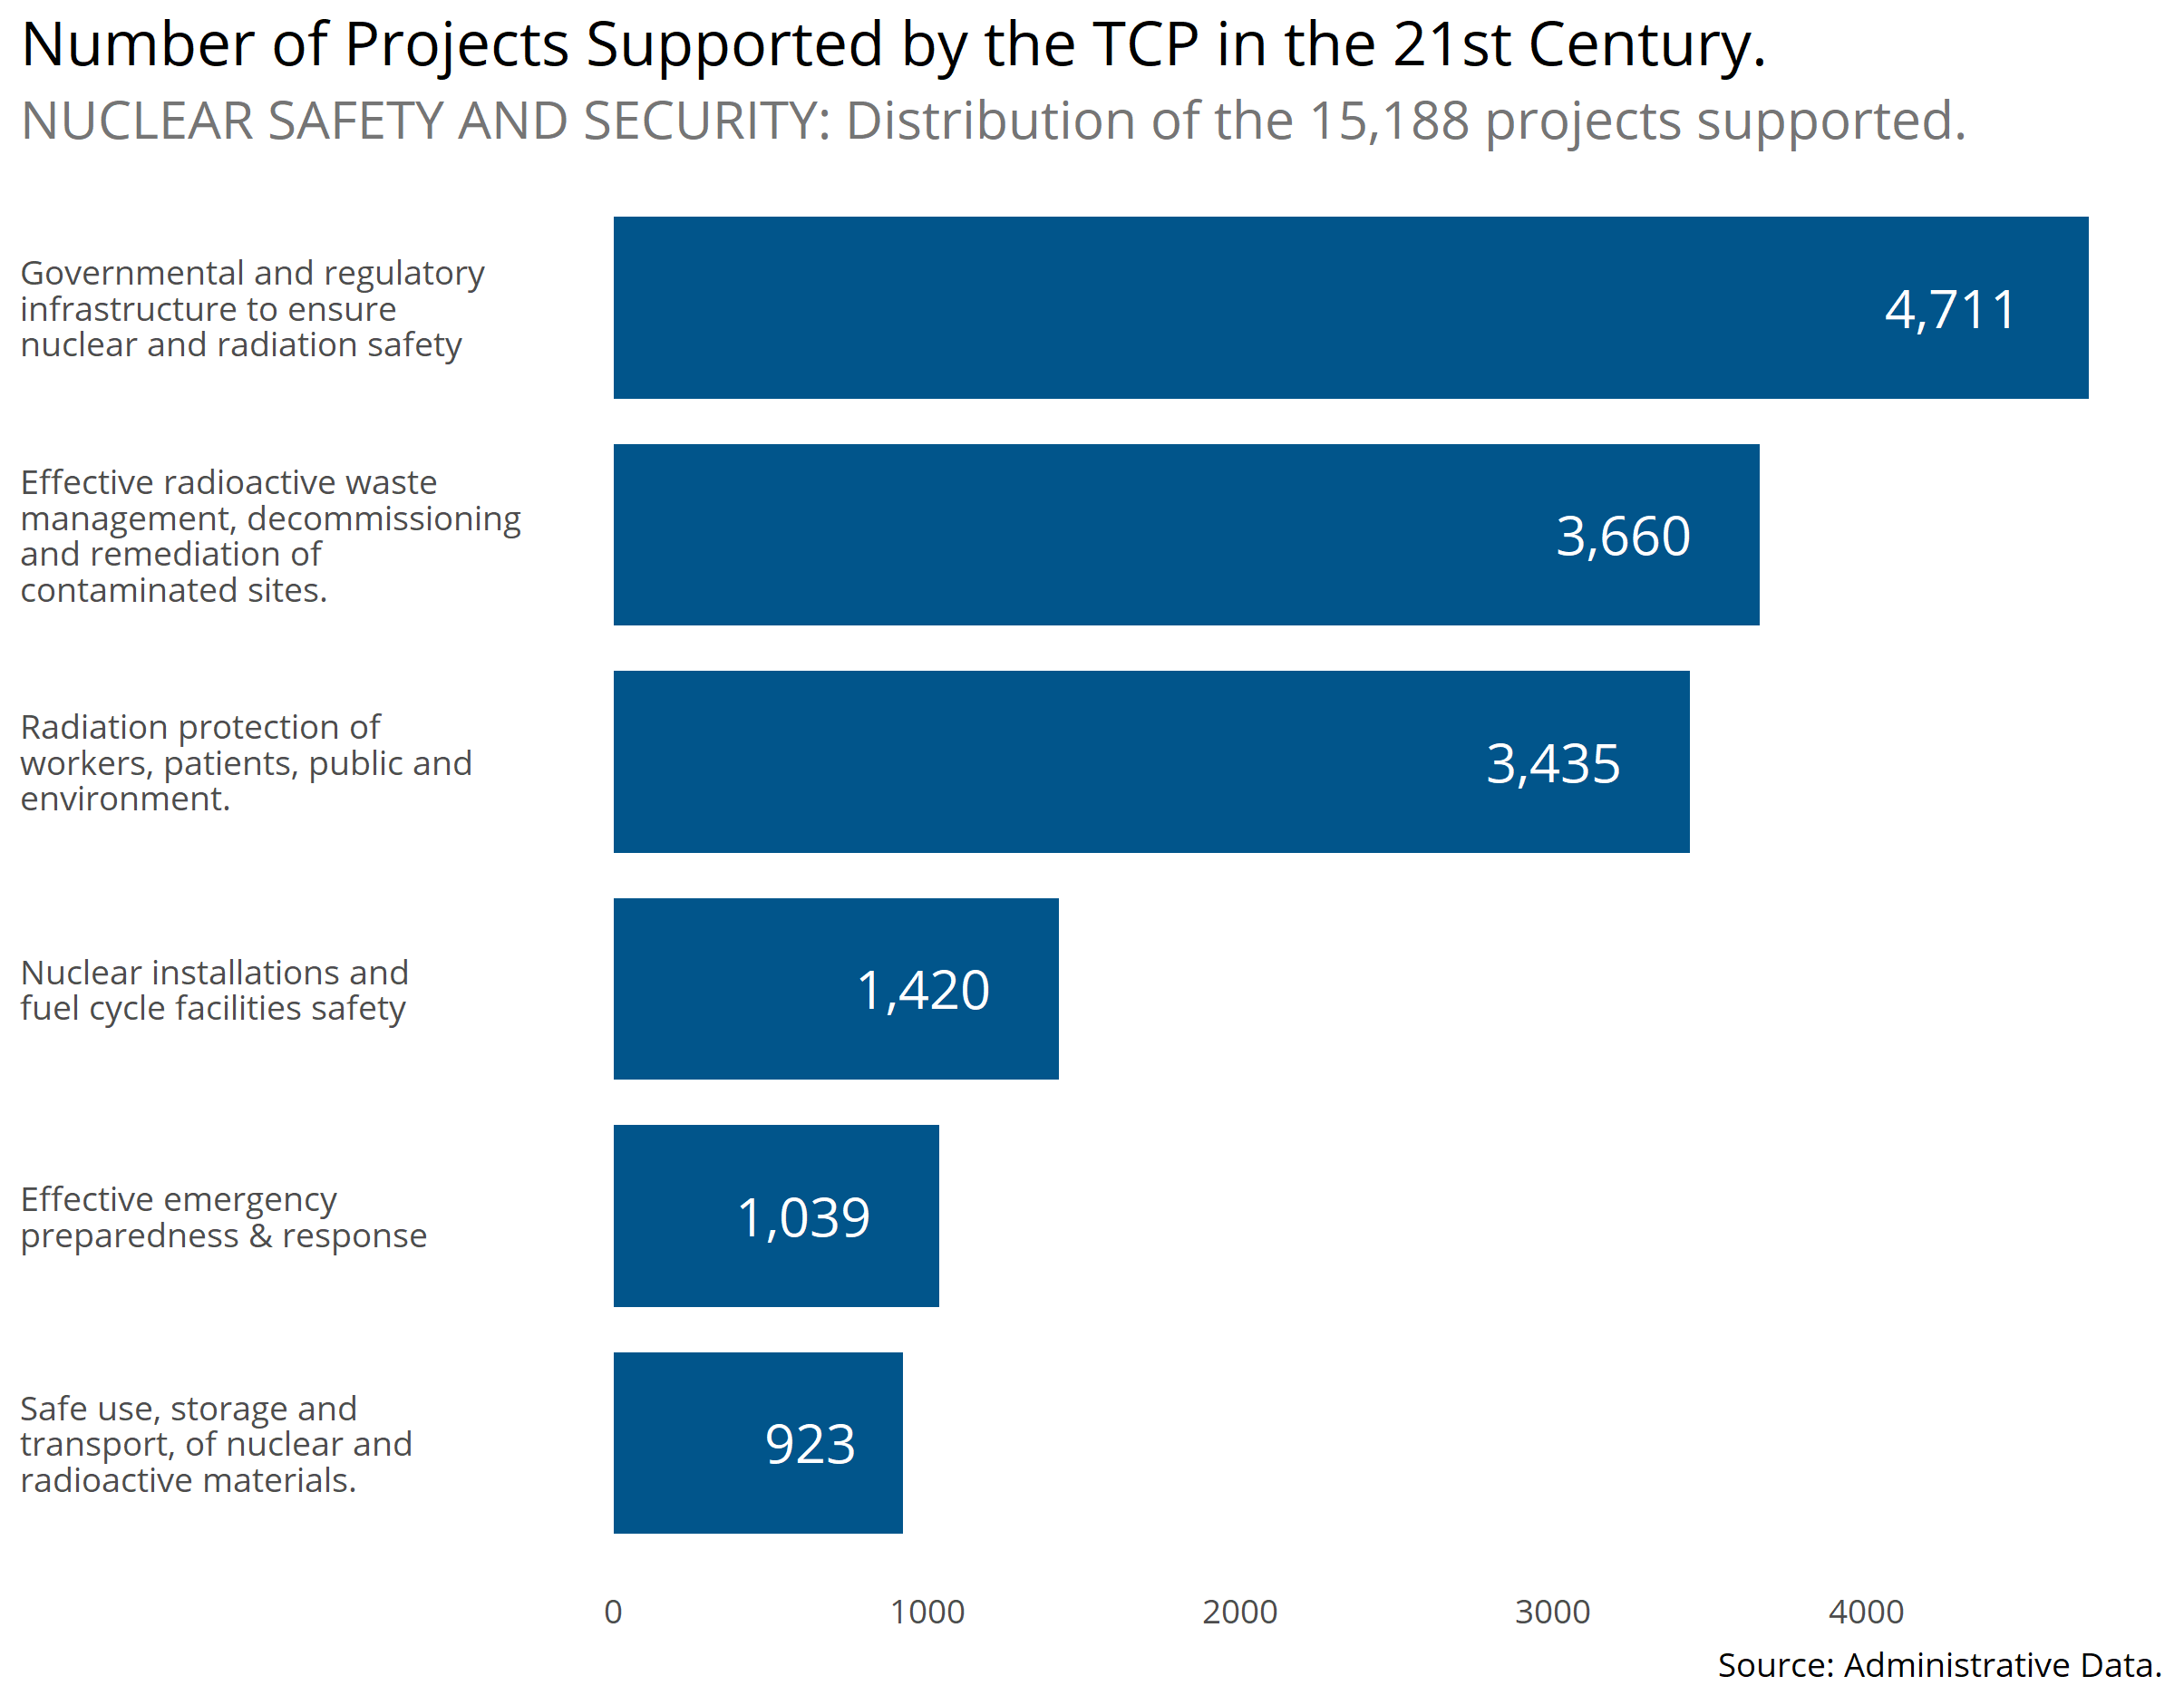 Number of Projects Supported by the TCP in the 21st Century.
NUCLEAR SAFETY AND SECURITY: Distribution of the 15,188 projects supported.
Governmental and regulatory
infrastructure to ensure
nuclear and radiation safety
4,711
Effective radioactive waste
management, decommissioning
and remediation of
contaminated sites.
3,660
Radiation protection of
workers, patients, public and
environment.
3,435
Nuclear installations and
fuel cycle facilities safety
1,420
Effective emergency
preparedness & response
1,039
Safe use, storage and
transport, of nuclear and
radioactive materials.
923
0 1000 2000 3000 4000
Source: Administrative Data.